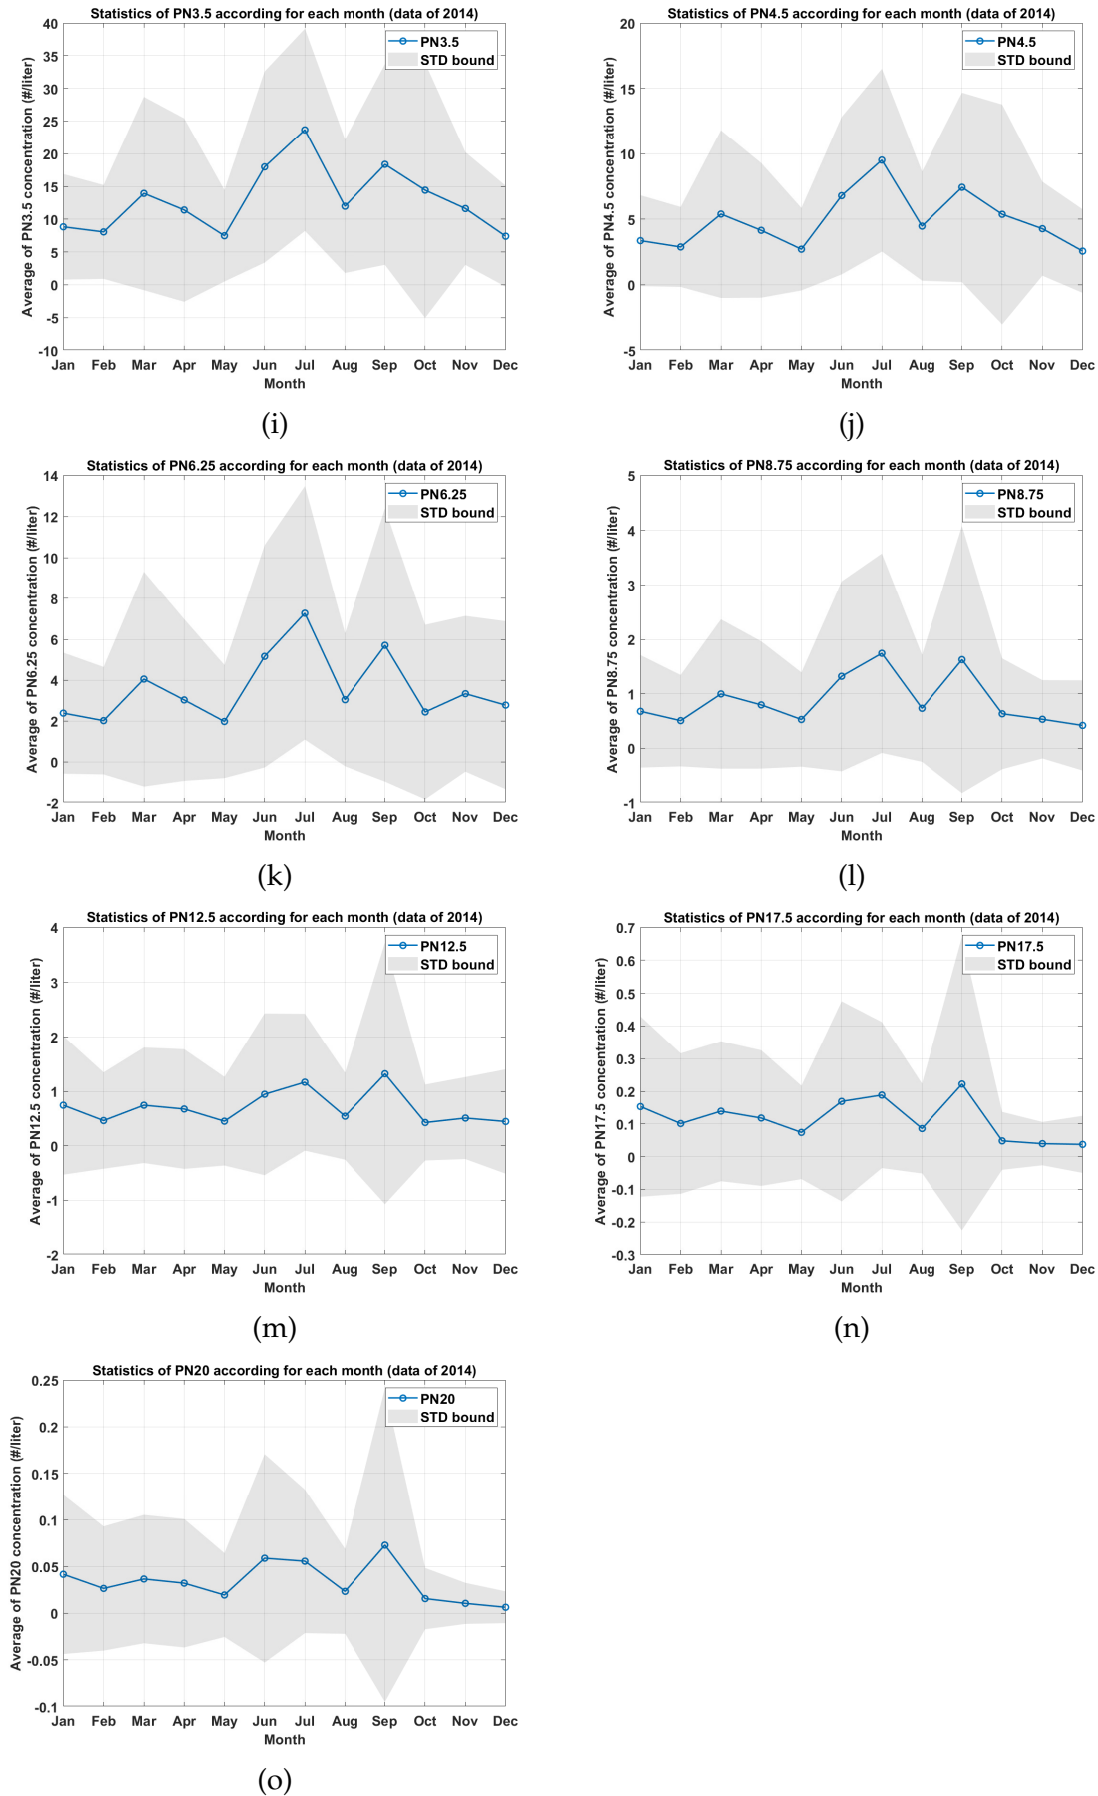 Statistics of PN3.5 according for each month (data of 2014)
40
35
30
25
20
15
10
5
0
-5
-10
Average of PN3.5 concentration (#/liter)
PN3.5
STD bound
Jan Feb Mar Apr May Jun Jul Aug Sep Oct Nov Dec
Month
(i)
Statistics of PN4.5 according for each month (data of 2014)
20
15
10
5
0
-5
Average of PN4.5 concentration (#/liter)
PN4.5
STD bound
Jan Feb Mar Apr May Jun Jul Aug Sep Oct Nov Dec
Month
(j)
Statistics of PN6.25 according for each month (data of 2014)
14
12
10
8
6
4
2
0
-2
Average of PN6.25 concentration (#/liter)
PN6.25
STD bound
Jan Feb Mar Apr May Jun Jul Aug Sep Oct Nov Dec
Month
(k)
Statistics of PN8.75 according for each month (data of 2014)
5
4
3
2
1
0
-1
Average of PN8.75 concentration (#/liter)
PN8.75
STD bound
Jan Feb Mar Apr May Jun Jul Aug Sep Oct Nov Dec
Month
(l)
Statistics of PN12.5 according for each month (data of 2014)
4
3
2
1
0
-1
-2
Average of PN12.5 concentration (#/liter)
PN12.5
STD bound
Jan Feb Mar Apr May Jun Jul Aug Sep Oct Nov Dec
Month
(m)
Statistics of PN17.5 according for each month (data of 2014)
0.7
0.6
0.5
0.4
0.3
0.2
0.1
0
-0.1
-0.2
-0.3
Average of PN17.5 concentration (#/liter)
PN17.5
STD bound
Jan Feb Mar Apr May Jun Jul Aug Sep Oct Nov Dec
Month
(n)
Statistics of PN20 according for each month (data of 2014)
0.25
0.2
0.15
0.1
0.05
0
-0.05
-0.1
Average of PN20 concentration (#/liter)
PN20
STD bound
Jan Feb Mar Apr May Jun Jul Aug Sep Oct Nov Dec
Month
(o)